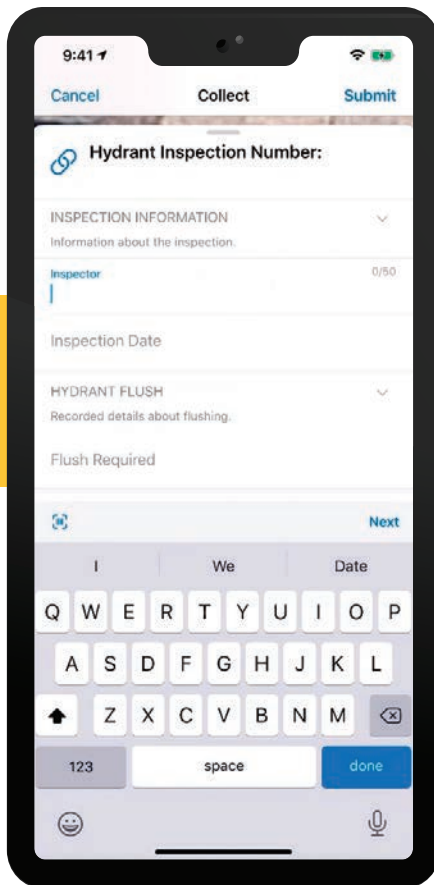 9:41
Cancel Collect Submit
Hydrant Inspection Number:
INSPECTION INFORMATION
Information about the inspection.
Inspector 0/50
Inspection Date
HYDRANT FLUSH
Recorded details about flushing.
Flush Required
Next
I We Date
Q W E R T Y U I O P
A S D F G H J K L
Z X C V B N M
123 space done